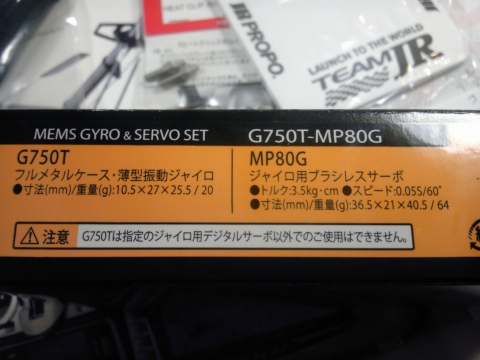 HEAT CLIP
JR PROPO.
LAUNCH TO THE WORLD
TEAM JR
MEMS GYRO & SERVO SET
G750T-MP80G
G750T
フルメタルケース・薄型振動ジャイロ
●寸法(mm)/重量(g):10.5×27×25.5 / 20
MP80G
ジャイロ用ブラシレスサーボ
●トルク:3.5kg・cm ●スピード:0.05S/60°
●寸法(mm)/重量(g):36.5×21×40.5 / 64
注意 G750Tは指定のジャイロ用デジタルサーボ以外でのご使用はできません。